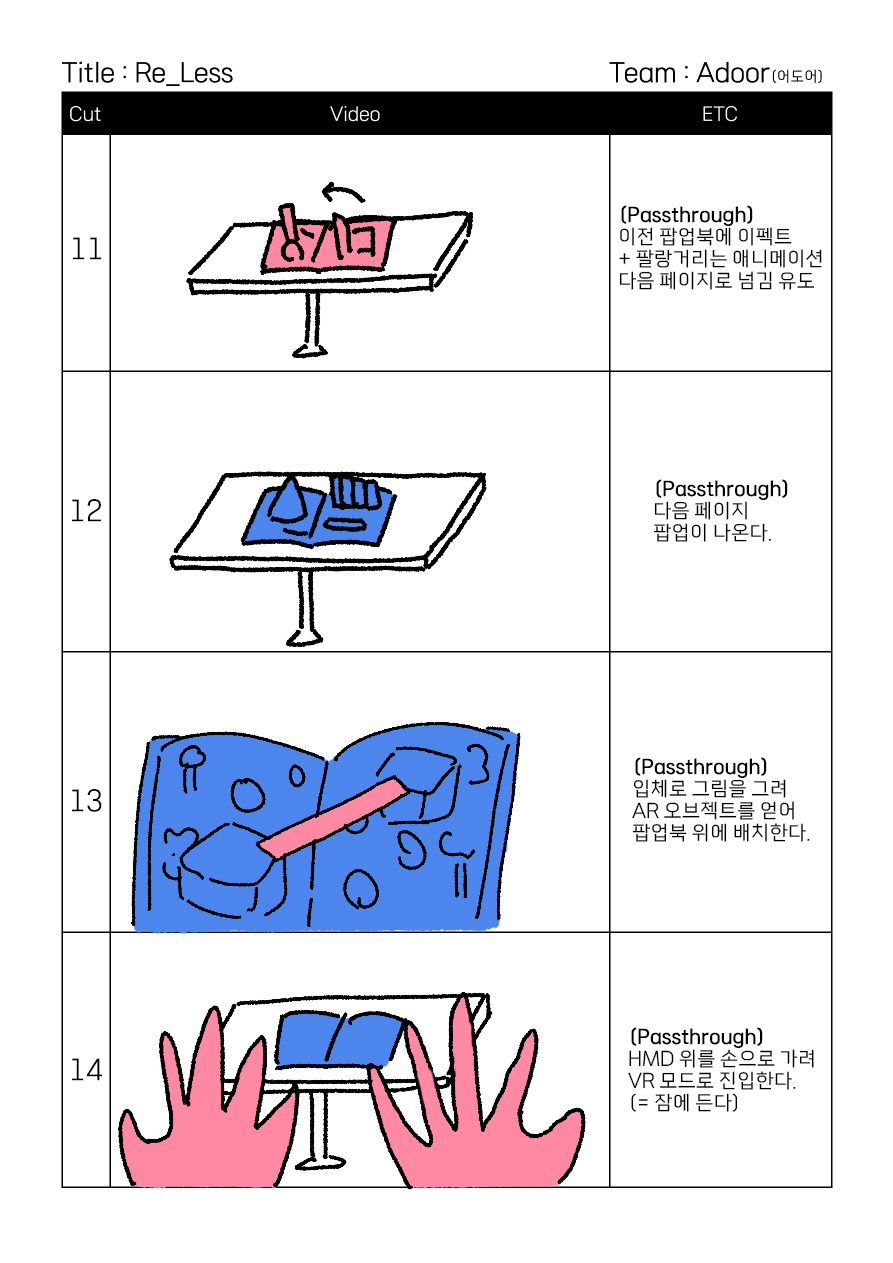 Title : Re_Less
Team : Adoor(어도어)
Cut Video ETC
11
(Passthrough)
이전 팝업북에 이펙트
+ 팔랑거리는 애니메이션
다음 페이지로 넘김 유도
12
(Passthrough)
다음 페이지
팝업이 나온다.
13
(Passthrough)
입체로 그림을 그려
AR 오브젝트를 얻어
팝업북 위에 배치한다.
14
(Passthrough)
HMD 위를 손으로 가려
VR 모드로 진입한다.
(= 잠에 든다)